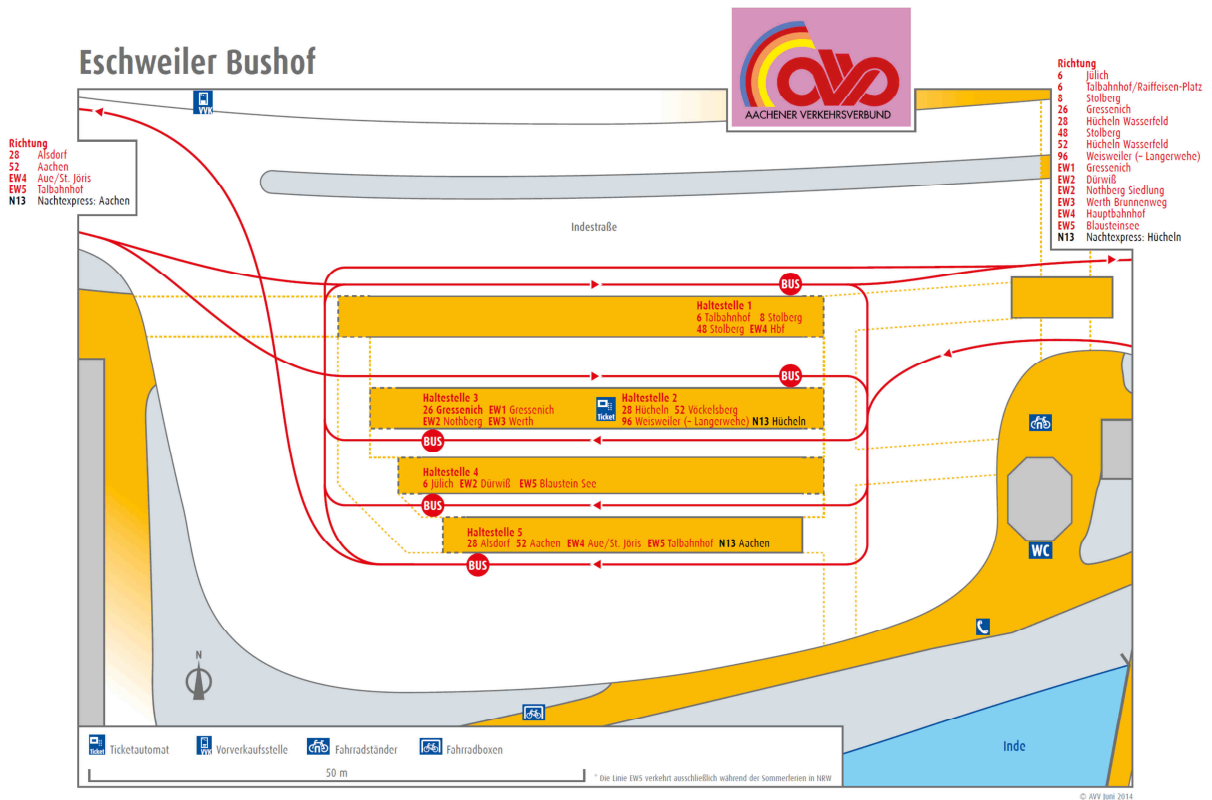 Eschweiler Bushof
AACHENER VERKEHRSVERBUND
VVK
Richtung
28 Alsdorf
52 Aachen
EW4 Aue/St. Jöris
EW5 Talbahnhof
N13 Nachtexpress: Aachen
Richtung
6 Jülich
6 Talbahnhof/Raiffeisen-Platz
8 Stolberg
26 Gressenich
28 Hücheln Wasserfeld
48 Stolberg
52 Hücheln Wasserfeld
96 Weisweiler (– Langerwehe)
EW1 Gressenich
EW2 Dürwiß
EW2 Nothberg Siedlung
EW3 Werth Brunnenweg
EW4 Hauptbahnhof
EW5 Blausteinsee
N13 Nachtexpress: Hücheln
Indestraße
BUS
Haltestelle 1
6 Talbahnhof 8 Stolberg
48 Stolberg EW4 Hbf
BUS
Haltestelle 3
26 Gressenich EW1 Gressenich
EW2 Nothberg EW3 Werth
Ticket
Haltestelle 2
28 Hücheln 52 Vöckelsberg
96 Weisweiler (– Langerwehe) N13 Hücheln
BUS
Haltestelle 4
6 Jülich EW2 Dürwiß EW5 Blaustein See
BUS
Haltestelle 5
28 Alsdorf 52 Aachen EW4 Aue/St. Jöris EW5 Talbahnhof N13 Aachen
BUS
WC
N
Inde
Ticket Ticketautomat
VVK Vorverkaufsstelle
Fahrradständer
Fahrradboxen
50 m
* Die Linie EW5 verkehrt ausschließlich während der Sommerferien in NRW
© AVV Juni 2014